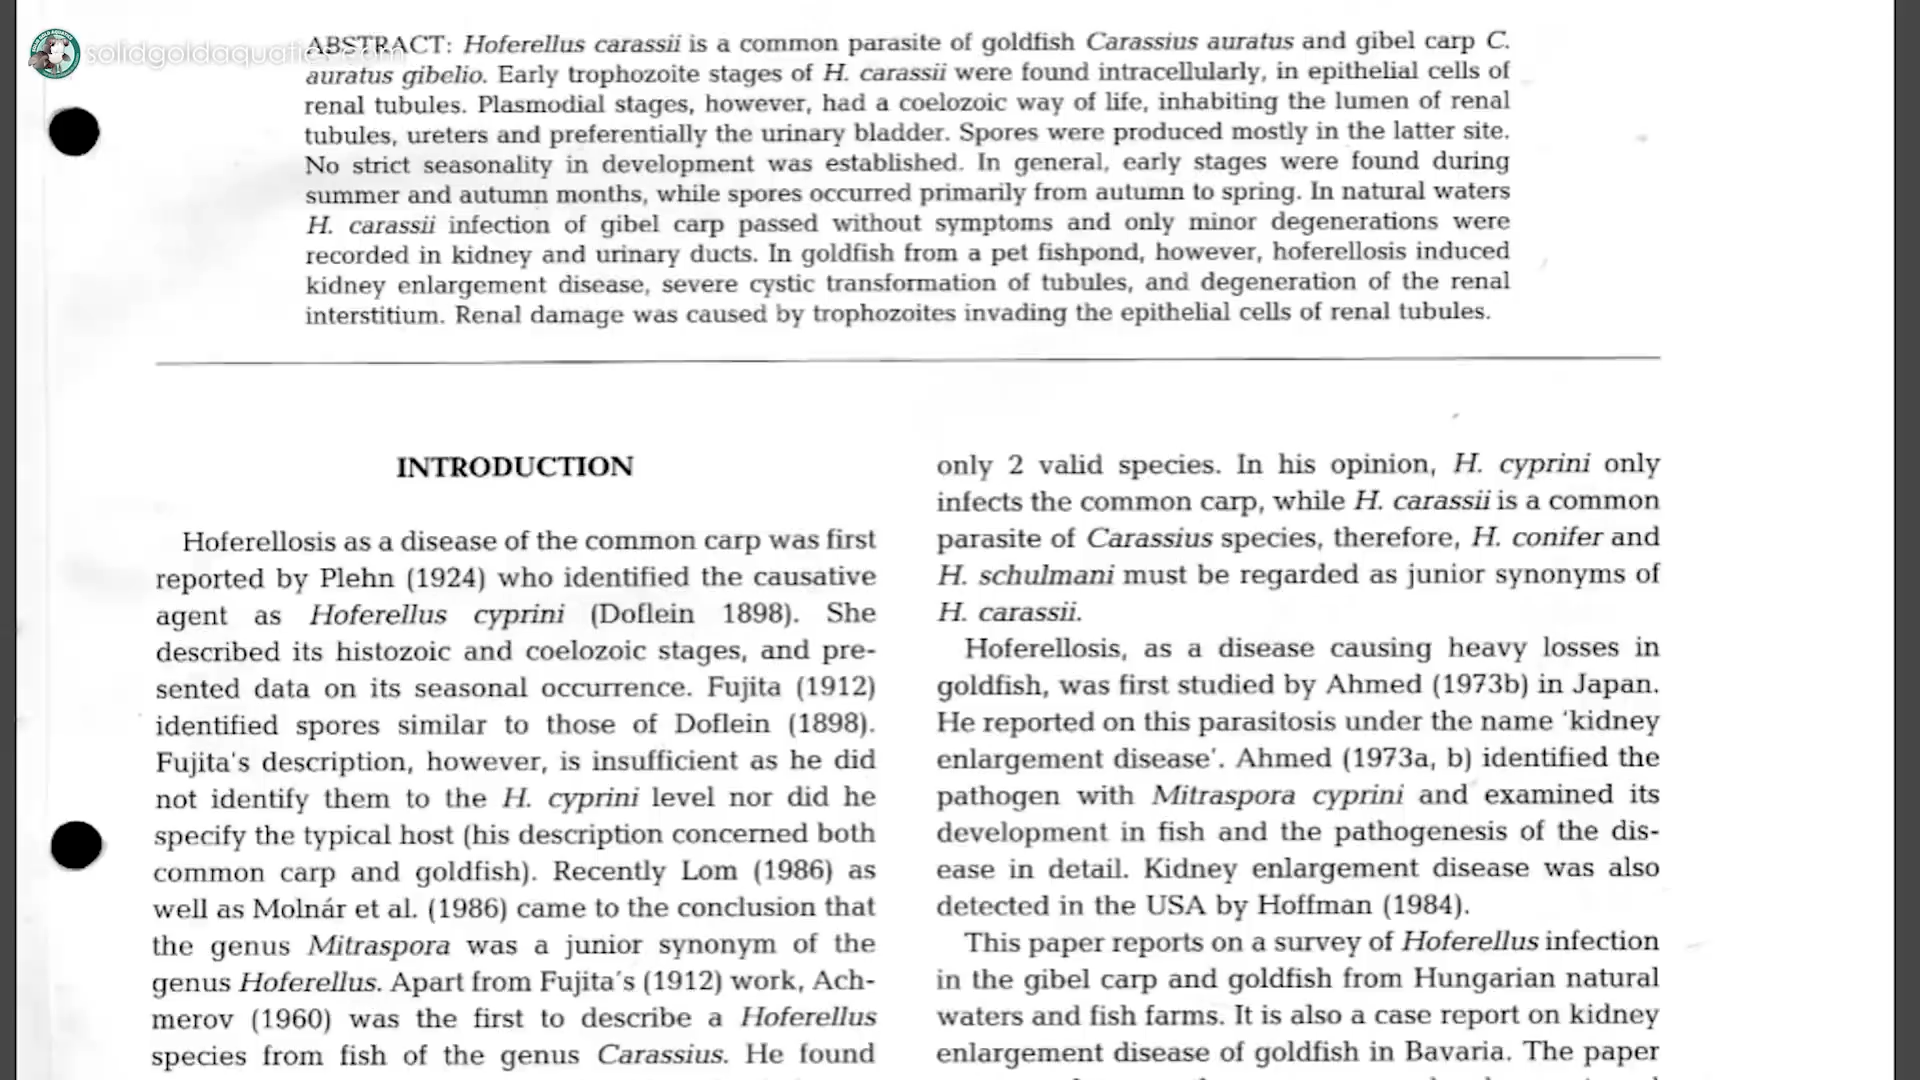 solidgoldaquatics.com
ABSTRACT: Hoferellus carassii is a common parasite of goldfish Carassius auratus and gibel carp C.
auratus gibelio. Early trophozoite stages of H. carassii were found intracellularly, in epithelial cells of
renal tubules. Plasmodial stages, however, had a coelozoic way of life, inhabiting the lumen of renal
tubules, ureters and preferentially the urinary bladder. Spores were produced mostly in the latter site.
No strict seasonality in development was established. In general, early stages were found during
summer and autumn months, while spores occurred primarily from autumn to spring. In natural waters
H. carassii infection of gibel carp passed without symptoms and only minor degenerations were
recorded in kidney and urinary ducts. In goldfish from a pet fishpond, however, hoferellosis induced
kidney enlargement disease, severe cystic transformation of tubules, and degeneration of the renal
interstitium. Renal damage was caused by trophozoites invading the epithelial cells of renal tubules.
INTRODUCTION
Hoferellosis as a disease of the common carp was first
reported by Plehn (1924) who identified the causative
agent as Hoferellus cyprini (Doflein 1898). She
described its histozoic and coelozoic stages, and pre-
sented data on its seasonal occurrence. Fujita (1912)
identified spores similar to those of Doflein (1898).
Fujita's description, however, is insufficient as he did
not identify them to the H. cyprini level nor did he
specify the typical host (his description concerned both
common carp and goldfish). Recently Lom (1986) as
well as Molnár et al. (1986) came to the conclusion that
the genus Mitraspora was a junior synonym of the
genus Hoferellus. Apart from Fujita's (1912) work, Ach-
merov (1960) was the first to describe a Hoferellus
species from fish of the genus Carassius. He found
only 2 valid species. In his opinion, H. cyprini only
infects the common carp, while H. carassii is a common
parasite of Carassius species, therefore, H. conifer and
H. schulmani must be regarded as junior synonyms of
H. carassii.
Hoferellosis, as a disease causing heavy losses in
goldfish, was first studied by Ahmed (1973b) in Japan.
He reported on this parasitosis under the name 'kidney
enlargement disease'. Ahmed (1973a, b) identified the
pathogen with Mitraspora cyprini and examined its
development in fish and the pathogenesis of the dis-
ease in detail. Kidney enlargement disease was also
detected in the USA by Hoffman (1984).
This paper reports on a survey of Hoferellus infection
in the gibel carp and goldfish from Hungarian natural
waters and fish farms. It is also a case report on kidney
enlargement disease of goldfish in Bavaria. The paper